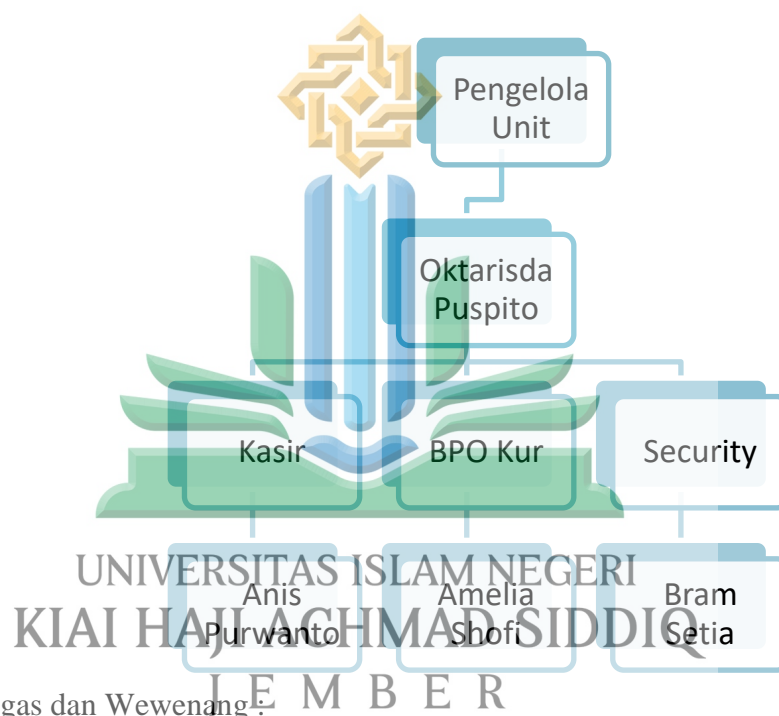 Pengelola
Unit
Oktarisda
Puspito
Kasir
BPO Kur
Security
Anis
Purwanto
Amelia
Shofi
Bram
Setia
UNIVERSITAS ISLAM NEGERI
KIAI HAJI ACHMAD SIDDIQ
JEMBER
gas dan Wewenang :